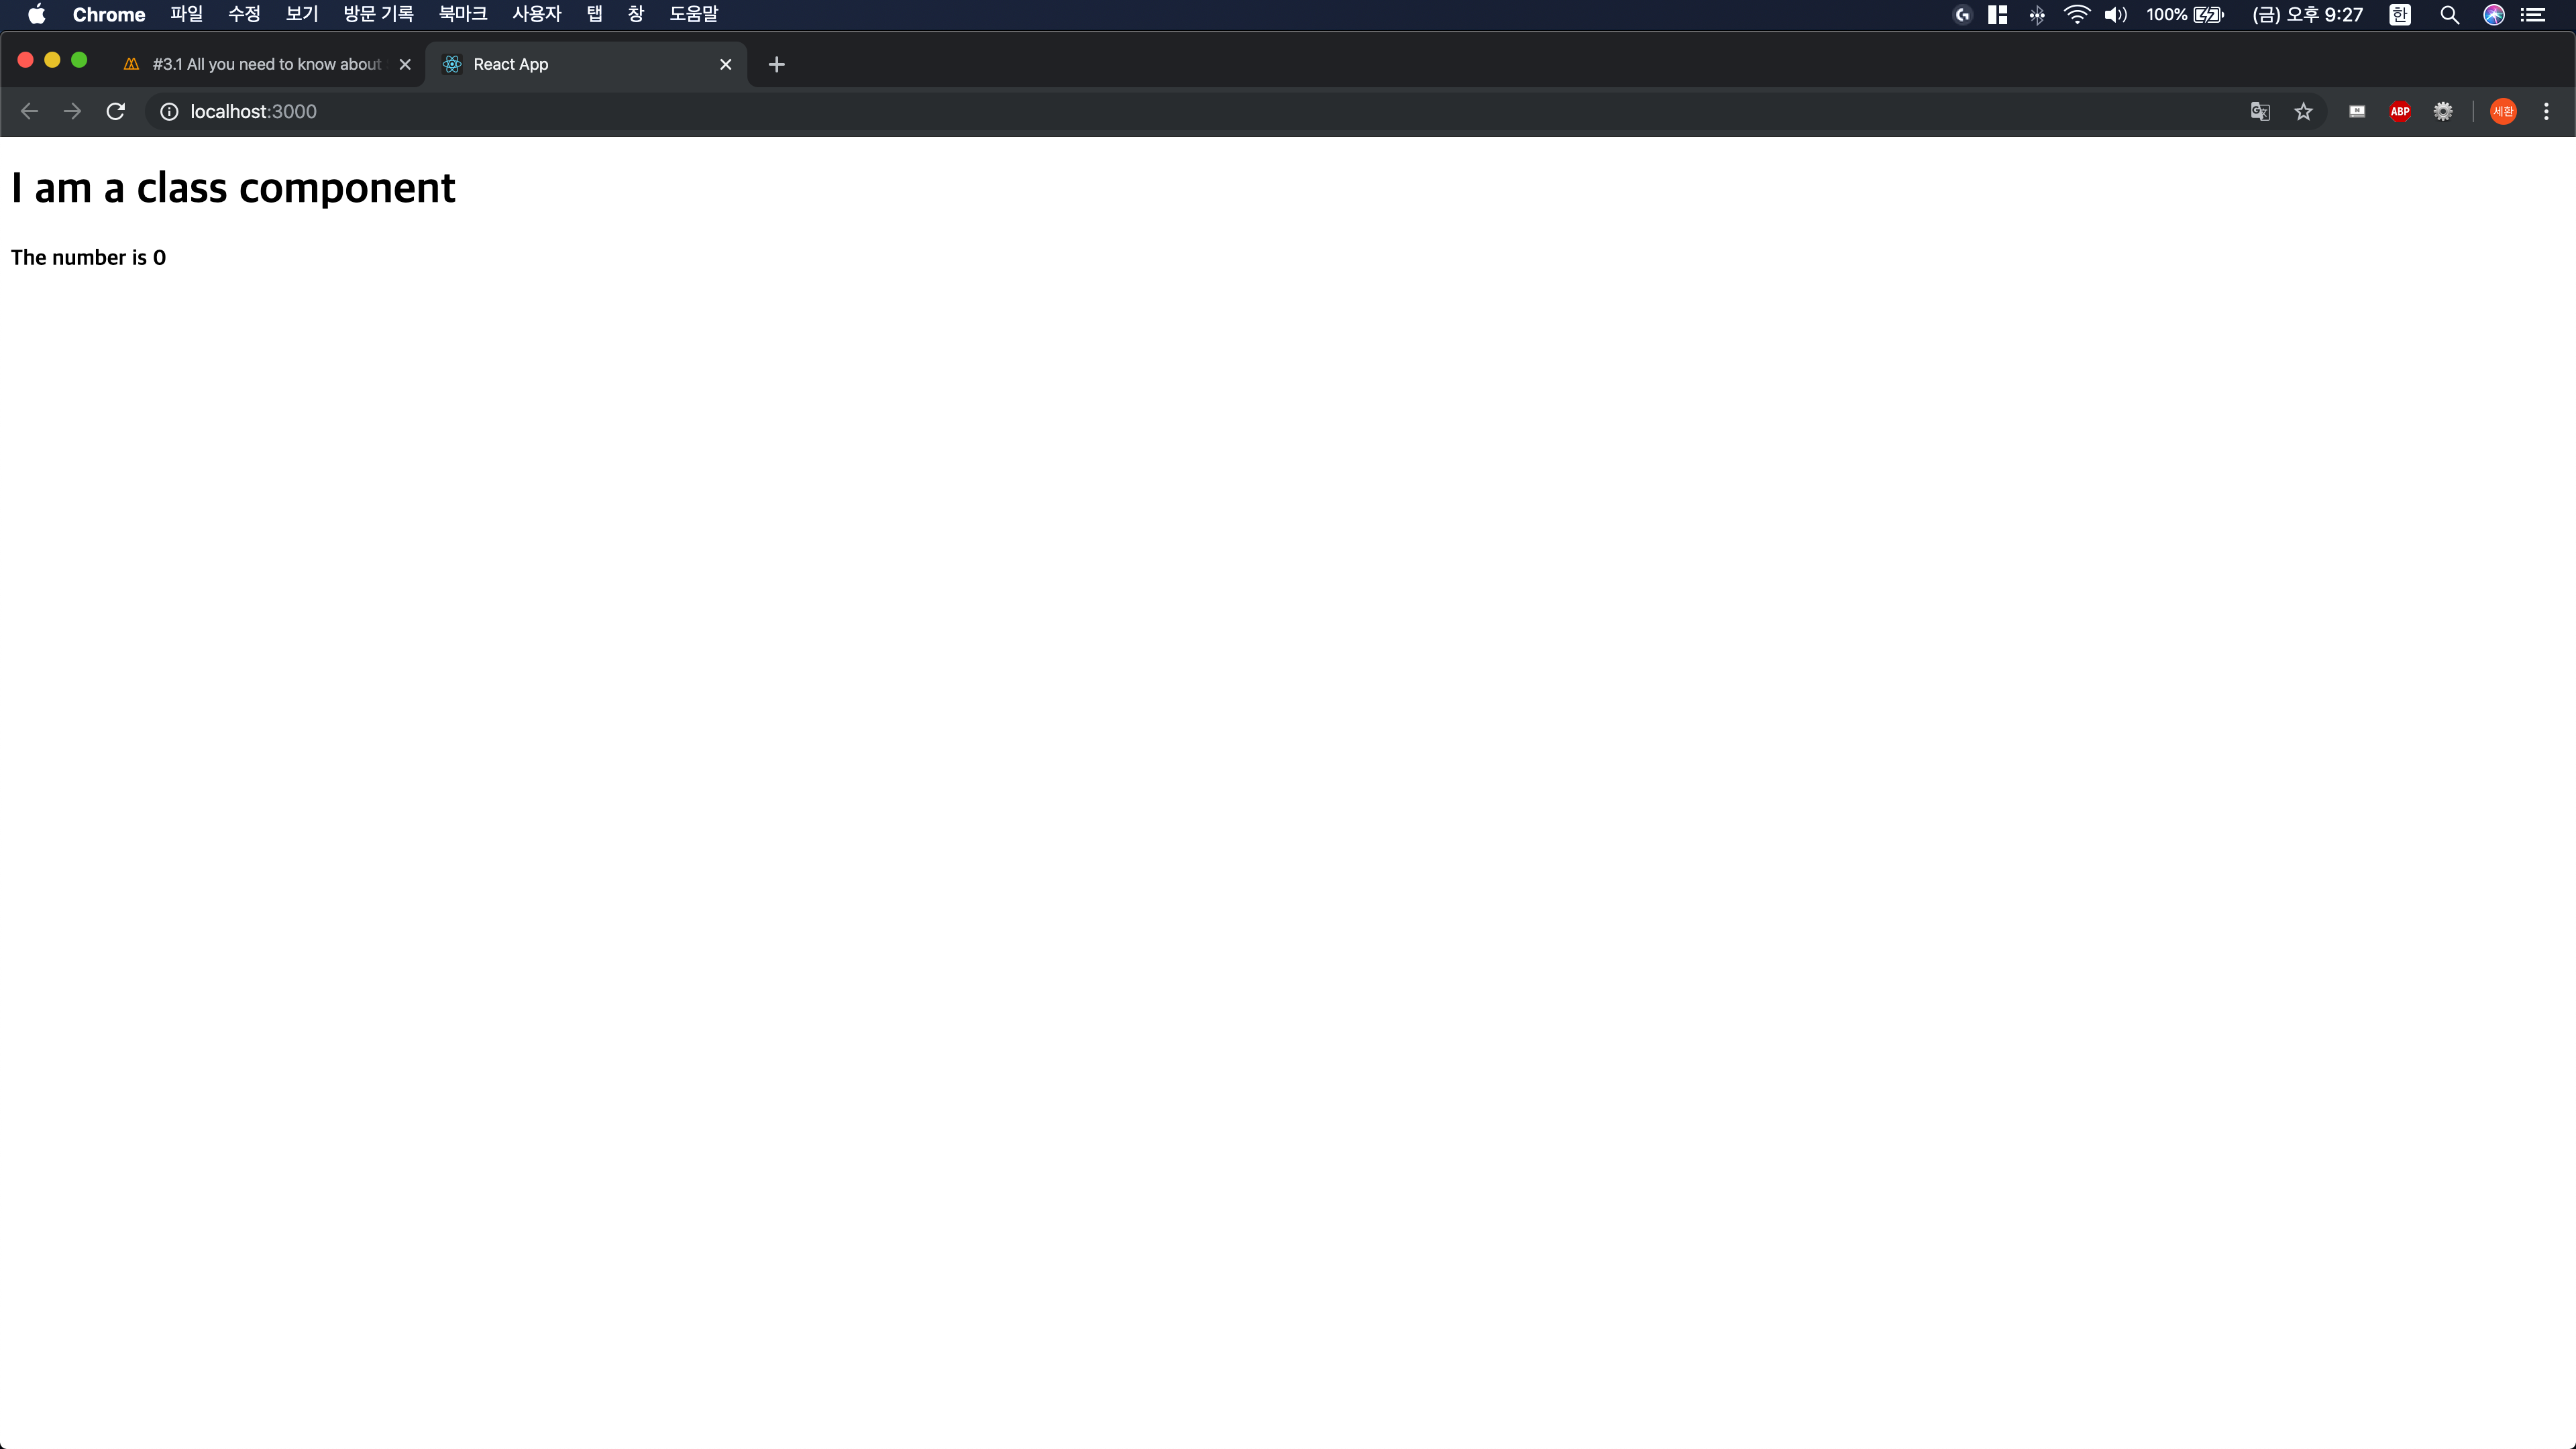 Chrome 파일 수정 보기 방문 기록 북마크 사용자 탭 창 도움말 100% (금) 오후 9:27 한
#3.1 All you need to know about React App
localhost:3000 ABP 세환
I am a class component
The number is 0